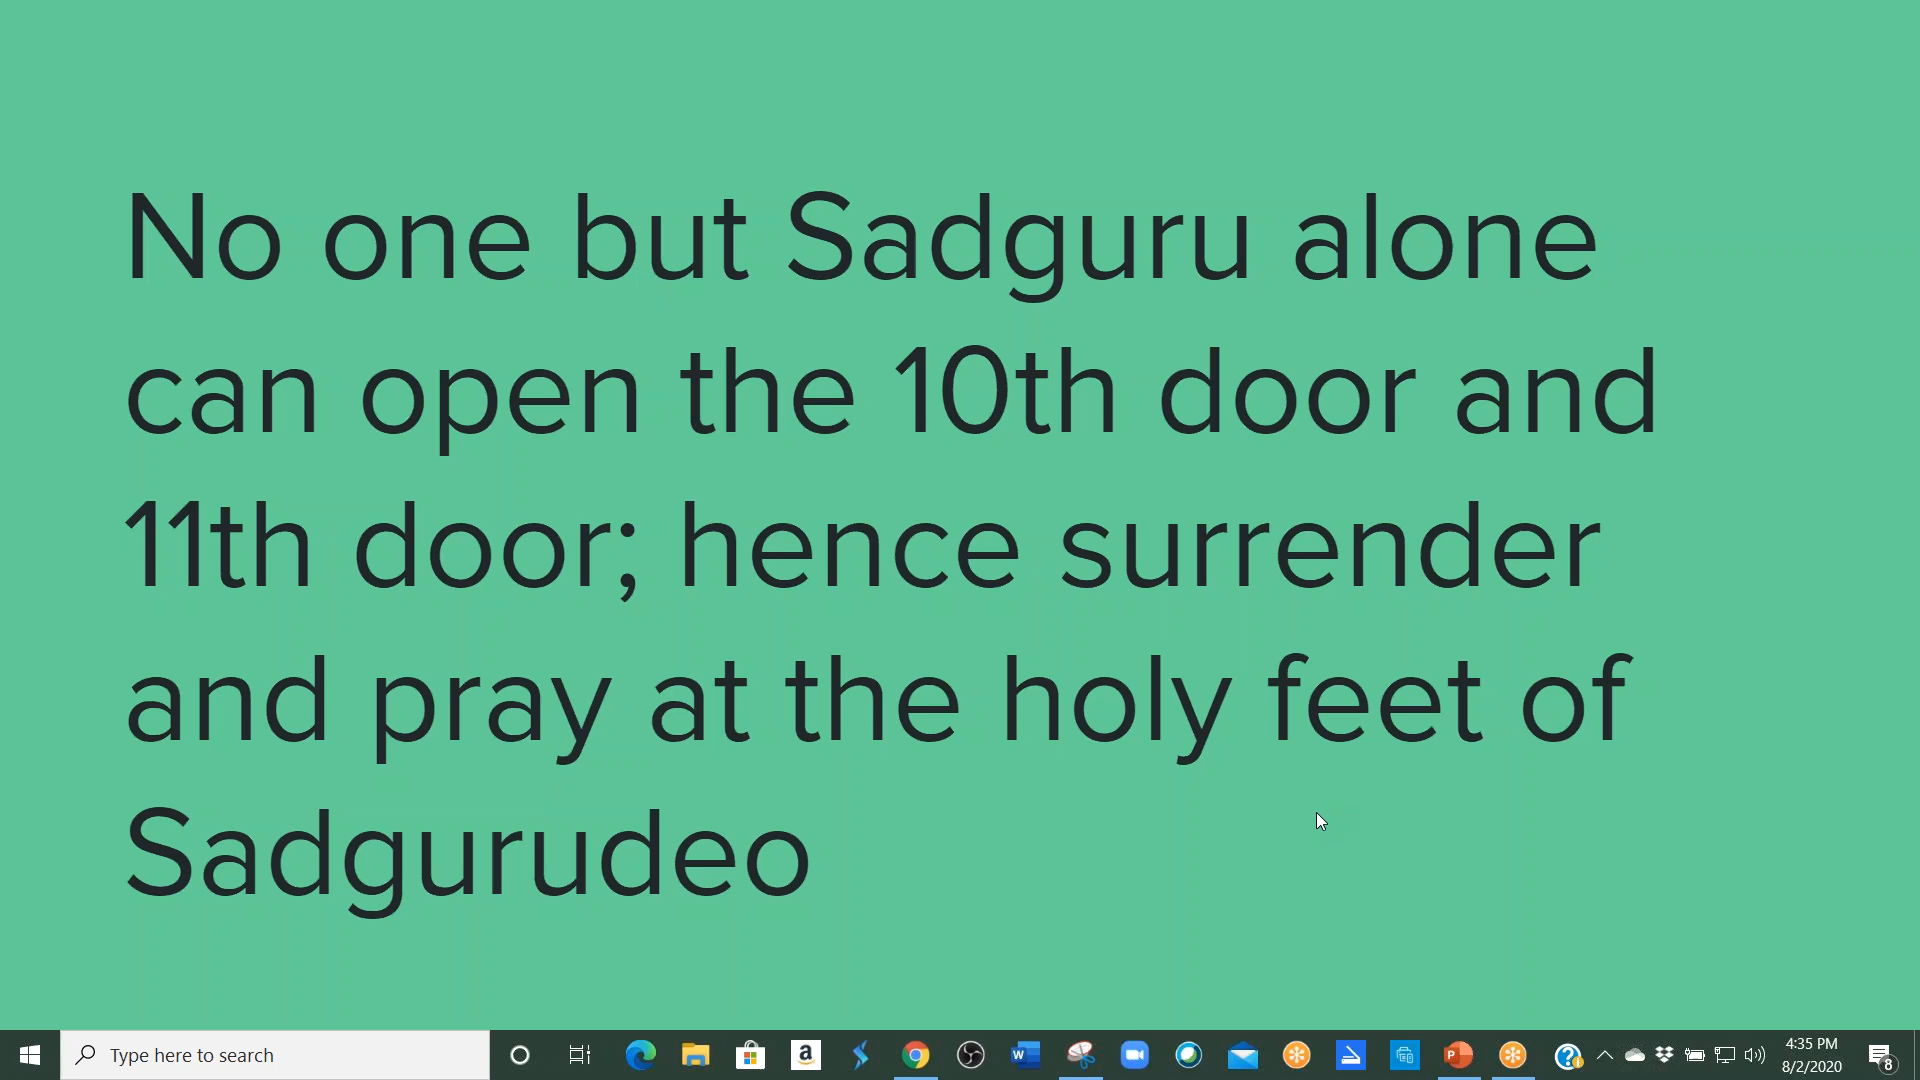 No one but Sadguru alone
can open the 10th door and
11th door; hence surrender
and pray at the holy feet of
Sadgurudeo
Type here to search
4:35 PM
8/2/2020
8